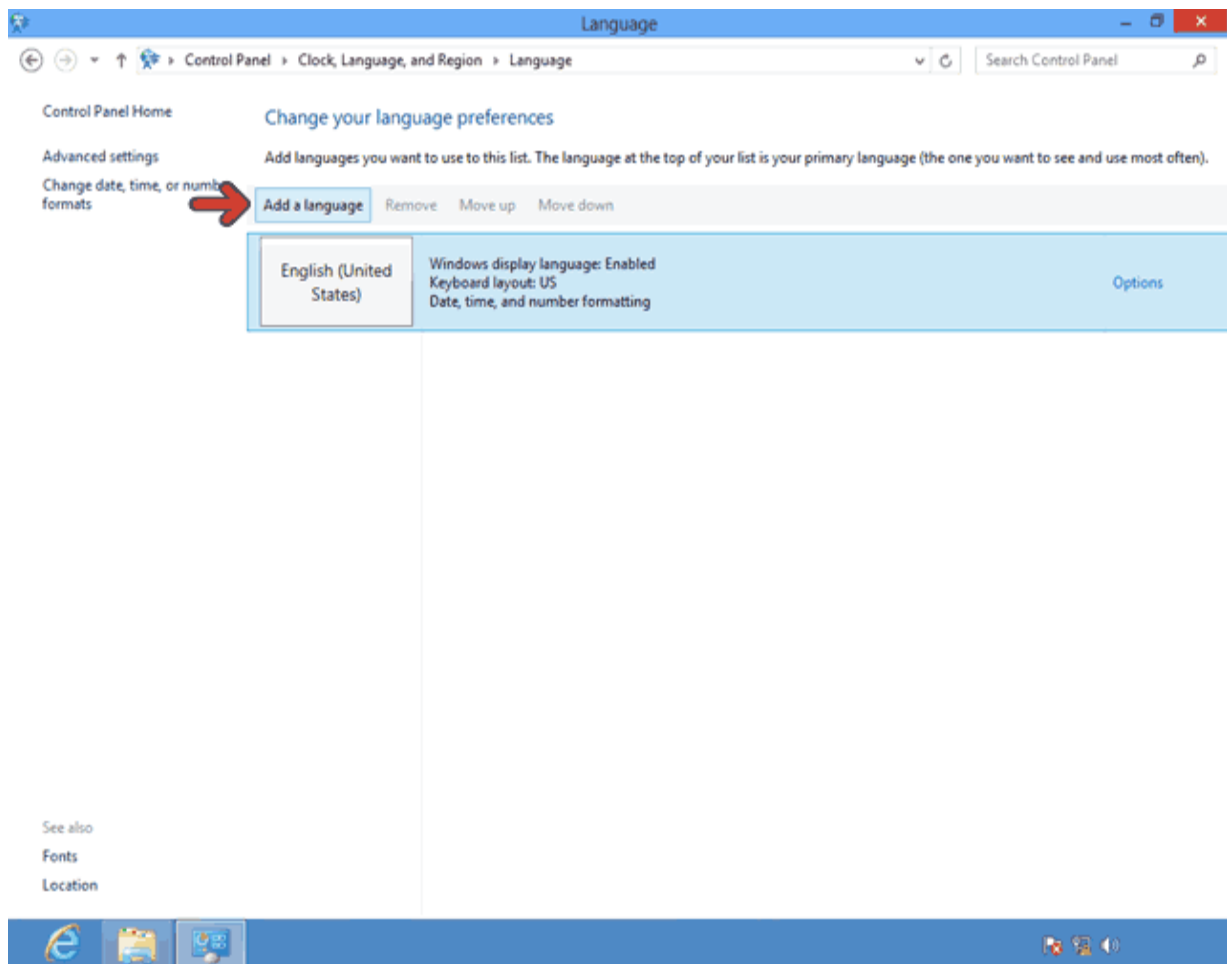 Language
Control Panel Clock, Language, and Region Language
Search Control Panel
Control Panel Home
Advanced settings
Change date, time, or number
formats
Change your language preferences
Add languages you want to use to this list. The language at the top of your list is your primary language (the one you want to see and use most often).
Add a language Remove Move up Move down
English (United
States)
Windows display language: Enabled
Keyboard layout: US
Date, time, and number formatting
Options
See also
Fonts
Location